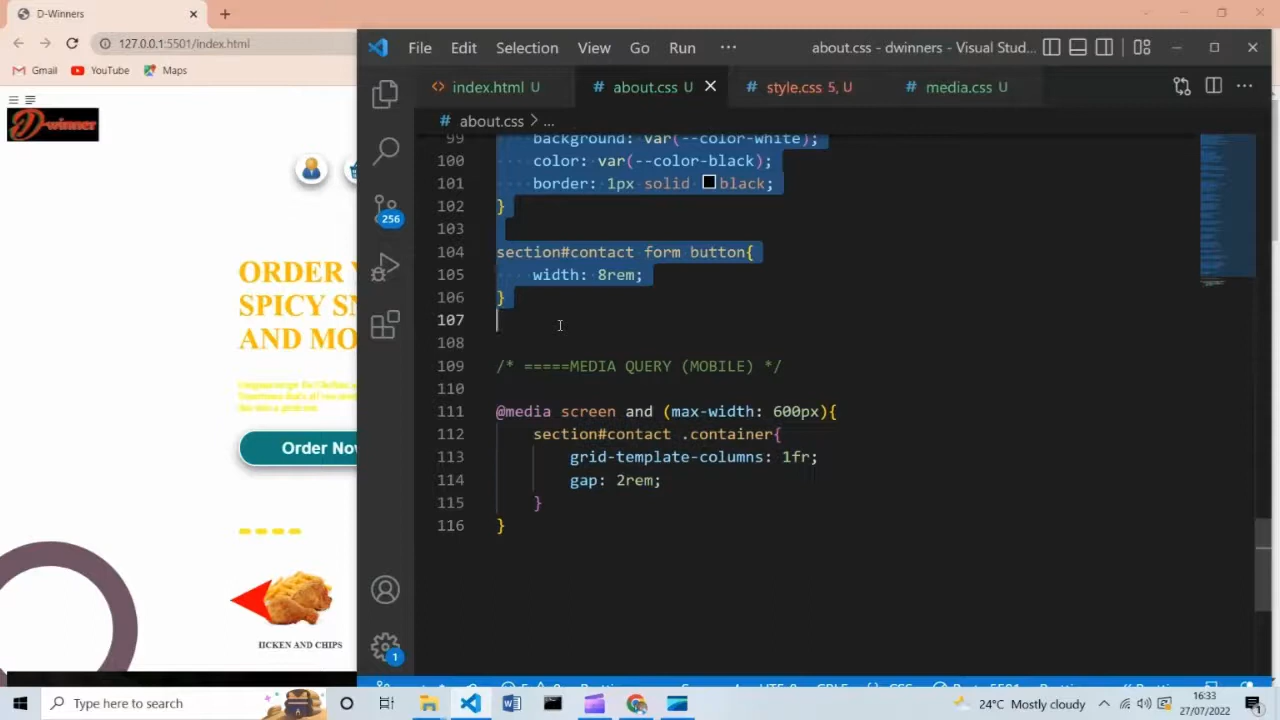 D-Winners
127.0.0.1:5501/index.html
Gmail YouTube Maps
D-winner
ORDER Y
SPICY SN
AND MO
Order Nov
HICKEN AND CHIPS
File Edit Selection View Go Run ··· about.css - dwinners - Visual Stud...
index.html U about.css U style.css 5, U media.css U
# about.css > ...
256
1
99 background: var(--color-white);
100 color: var(--color-black);
101 border: 1px solid black;
102 }
103
104 section#contact form button{
105 width: 8rem;
106 }
107
108
109 /* =====MEDIA QUERY (MOBILE) */
110
111 @media screen and (max-width: 600px){
112 section#contact .container{
113 grid-template-columns: 1fr;
114 gap: 2rem;
115 }
116 }
Type here to search
24°C Mostly cloudy
16:33
27/07/2022
1